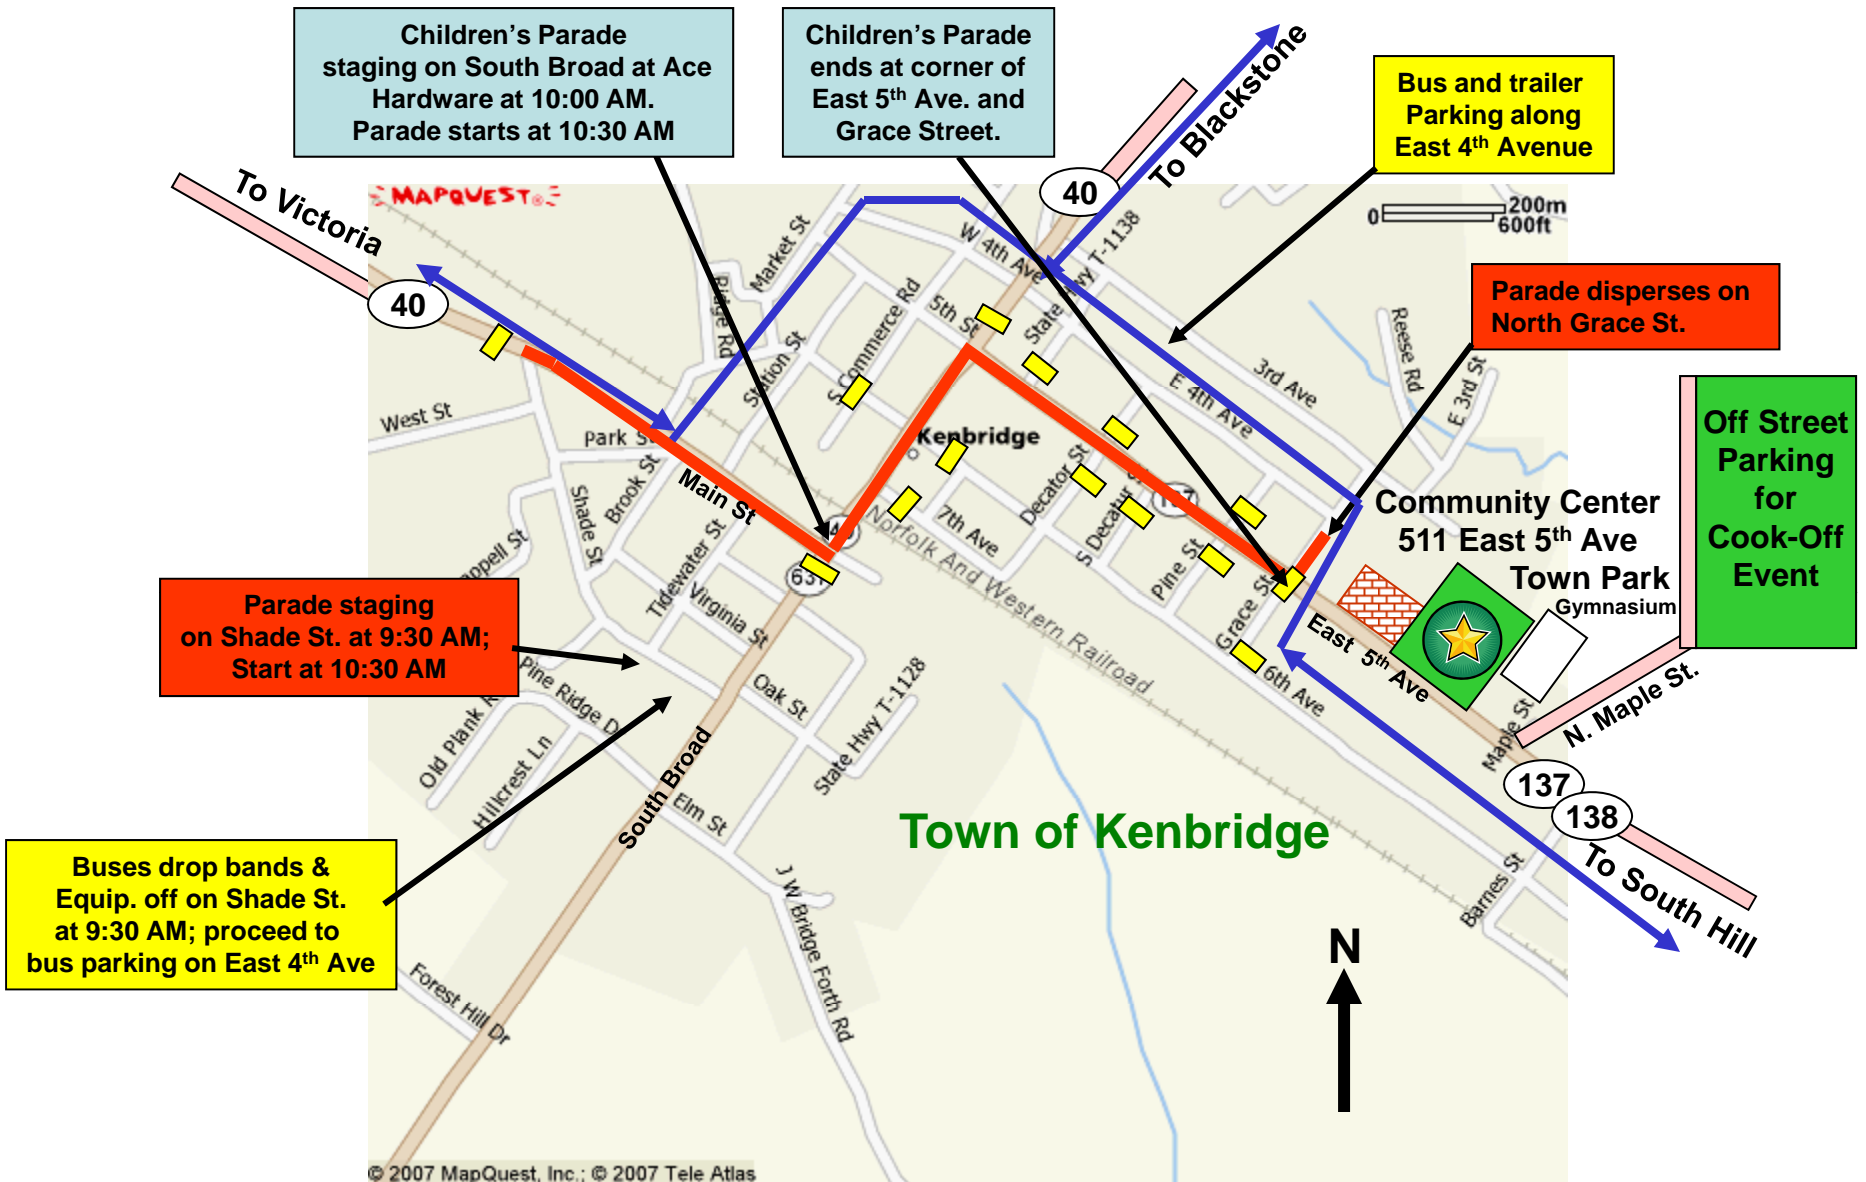 Children's Parade
staging on South Broad at Ace
Hardware at 10:00 AM.
Parade starts at 10:30 AM
Children's Parade
ends at corner of
East 5th Ave. and
Grace Street.
Bus and trailer
Parking along
East 4th Avenue
To Blackstone
To Victoria
MAPQUEST®
40
40
0
200m
600ft
Parade disperses on
North Grace St.
Market St
Ridge Rd
W 4th Ave
State Hwy T-1138
5th St
S Commerce Rd
Station St
3rd Ave
E 4th Ave
Reese Rd
E 3rd St
West St
Park St
Kenbridge
Off Street
Parking
for
Cook-Off
Event
Main St
Brook St
Shade St
Decator St
S Decatur St
137
7th Ave
Norfolk And Western Railroad
Community Center
511 East 5th Ave
Town Park
Gymnasium
Tidewater St
Virginia St
Pine St
Grace St
East 5th Ave
6th Ave
Parade staging
on Shade St. at 9:30 AM;
Start at 10:30 AM
Pine Ridge D
Old Plank R
Hillcrest Ln
Oak St
State Hwy T-1128
South Broad
Elm St
Maple St
N. Maple St.
137
138
To South Hill
Town of Kenbridge
Barnes St
Buses drop bands &
Equip. off on Shade St.
at 9:30 AM; proceed to
bus parking on East 4th Ave
J W Bridge Forth Rd
Forest Hill Dr
N
© 2007 MapQuest, Inc.; © 2007 Tele Atlas